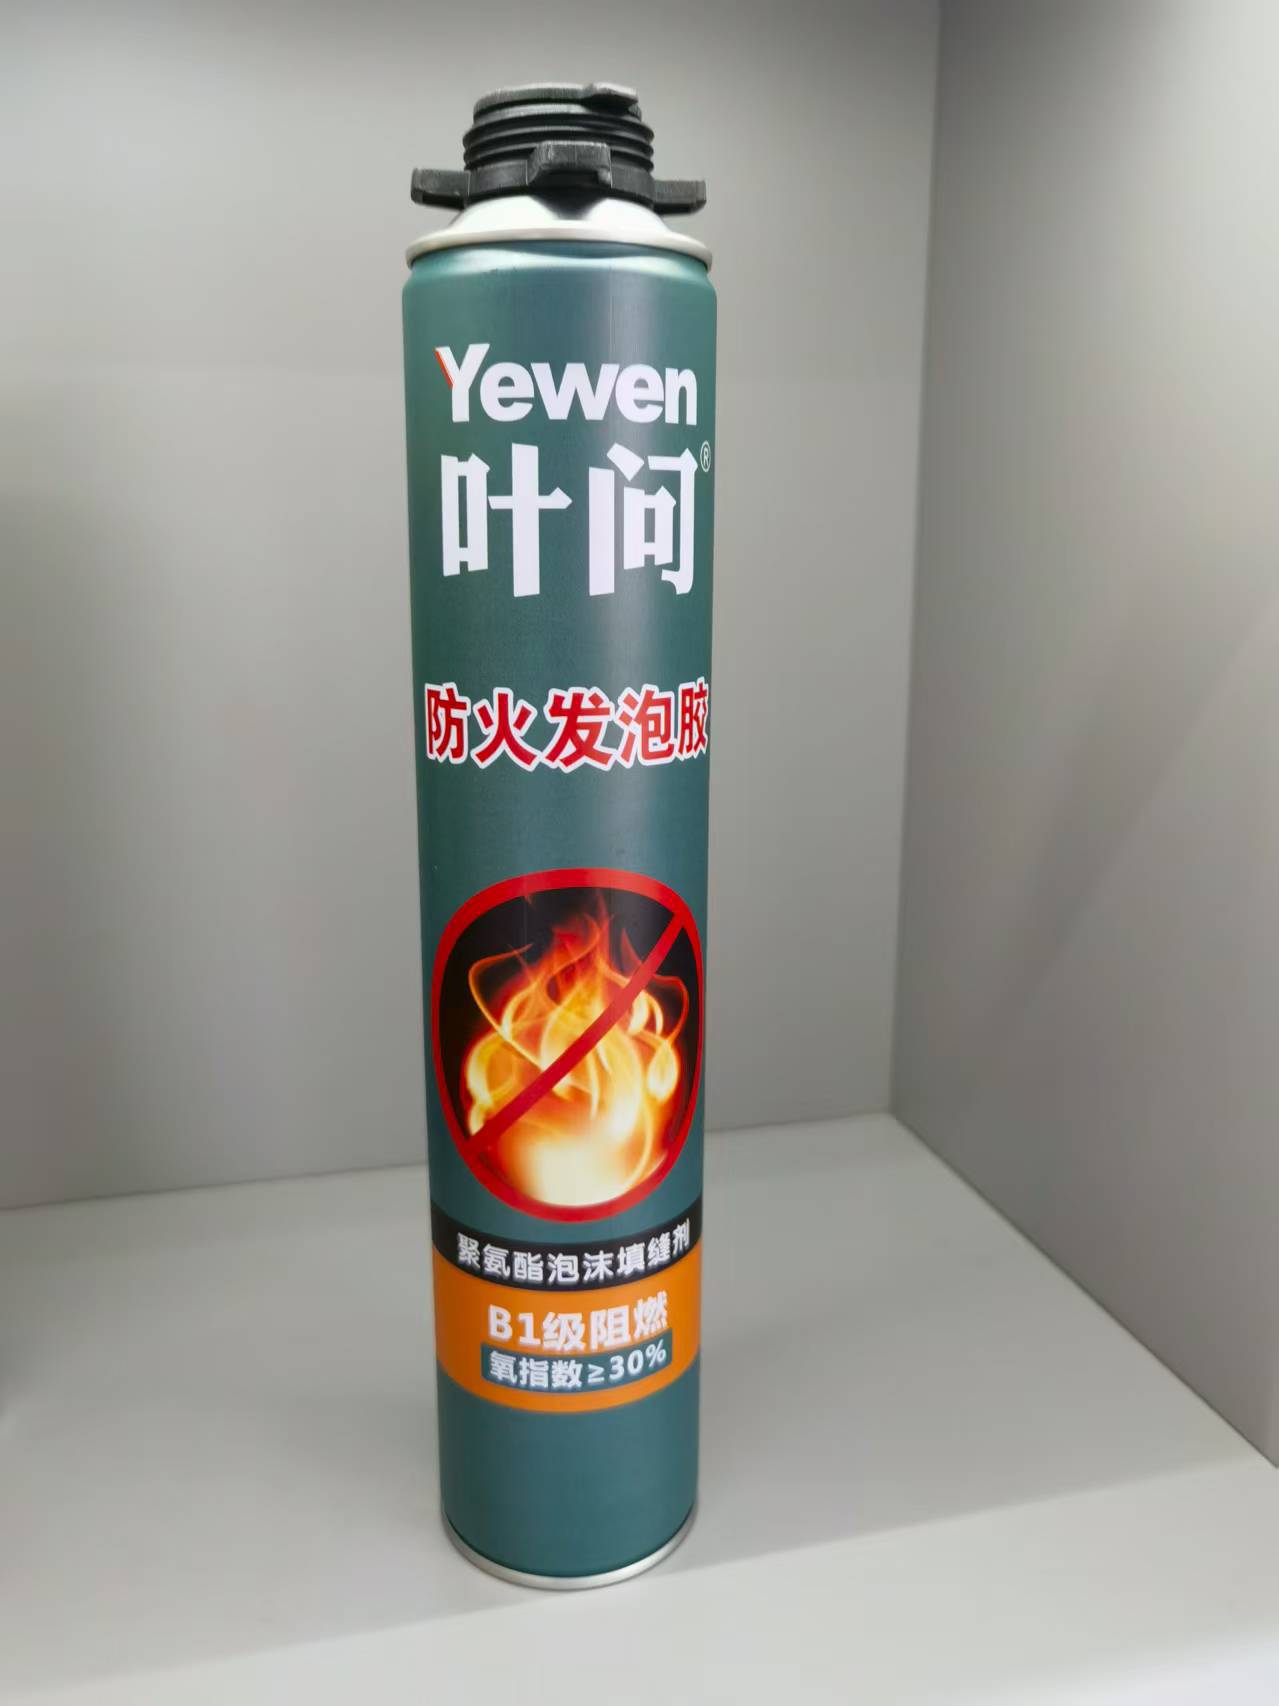 Yewen
叶问®
防火发泡胶
聚氨酯泡沫填缝剂
B1级阻燃
氧指数≥30%